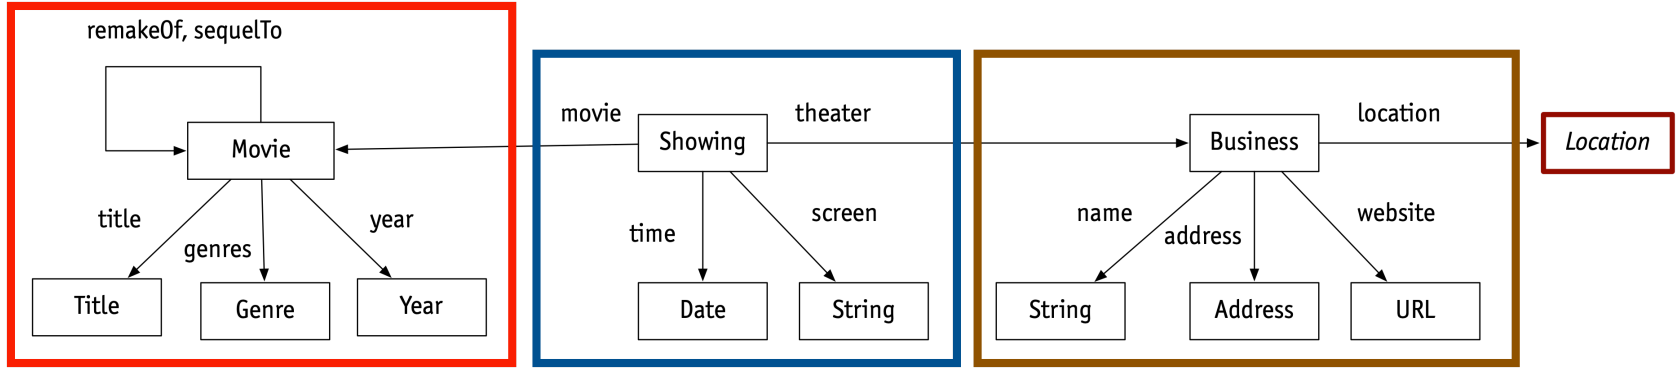 remakeOf, sequelTo
Movie
title
genres
year
Title
Genre
Year
movie
Showing
theater
time
screen
Date
String
Business
location
Location
name
address
website
String
Address
URL